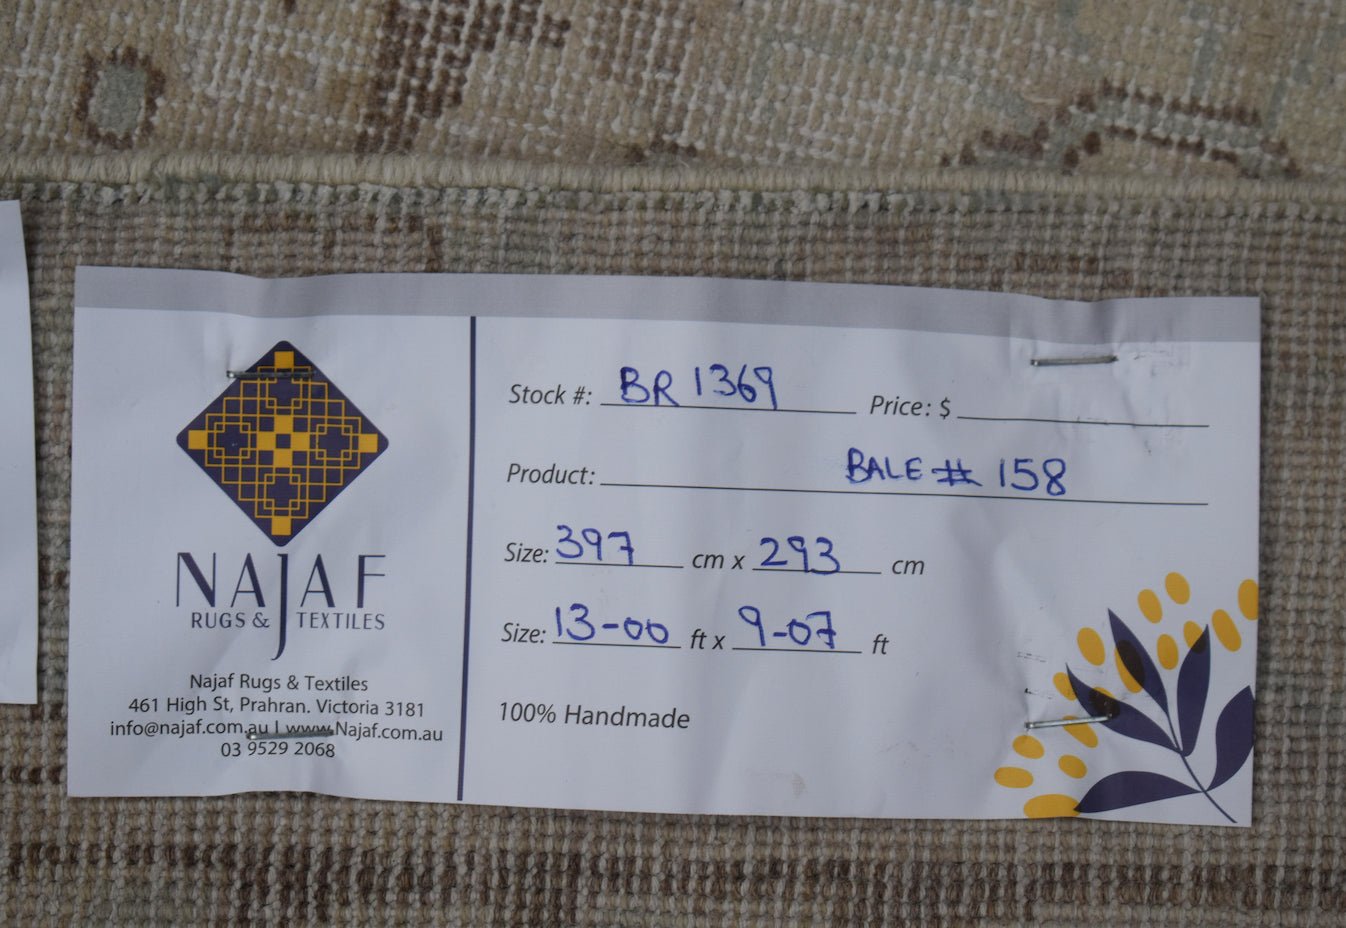 NAJAF
RUGS & TEXTILES
Najaf Rugs & Textiles
461 High St, Prahran. Victoria 3181
info@najaf.com.au | www.Najaf.com.au
03 9529 2068
Stock #: BR 1369 Price: $
Product: BALE # 158
Size: 397 cm x 293 cm
Size: 13-00 ft x 9-07 ft
100% Handmade